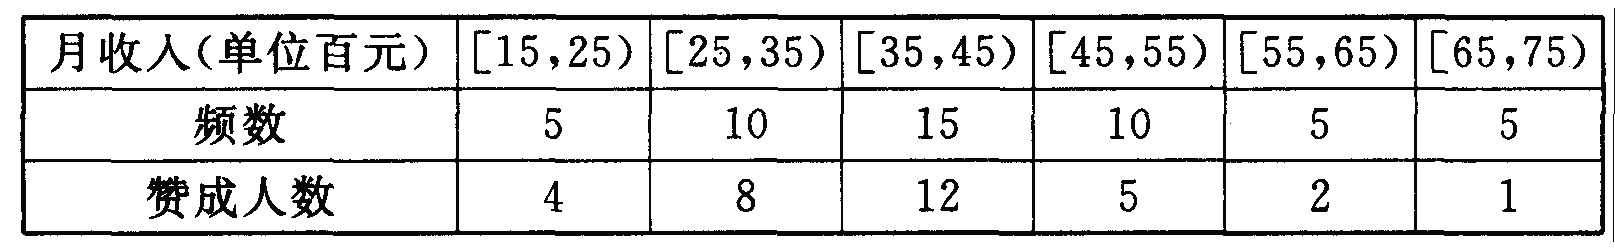 月收入(单位百元) [15,25) [25,35) [35,45) [45,55) [55,65) [65,75)
频数 5 10 15 10 5 5
赞成人数 4 8 12 5 2 1